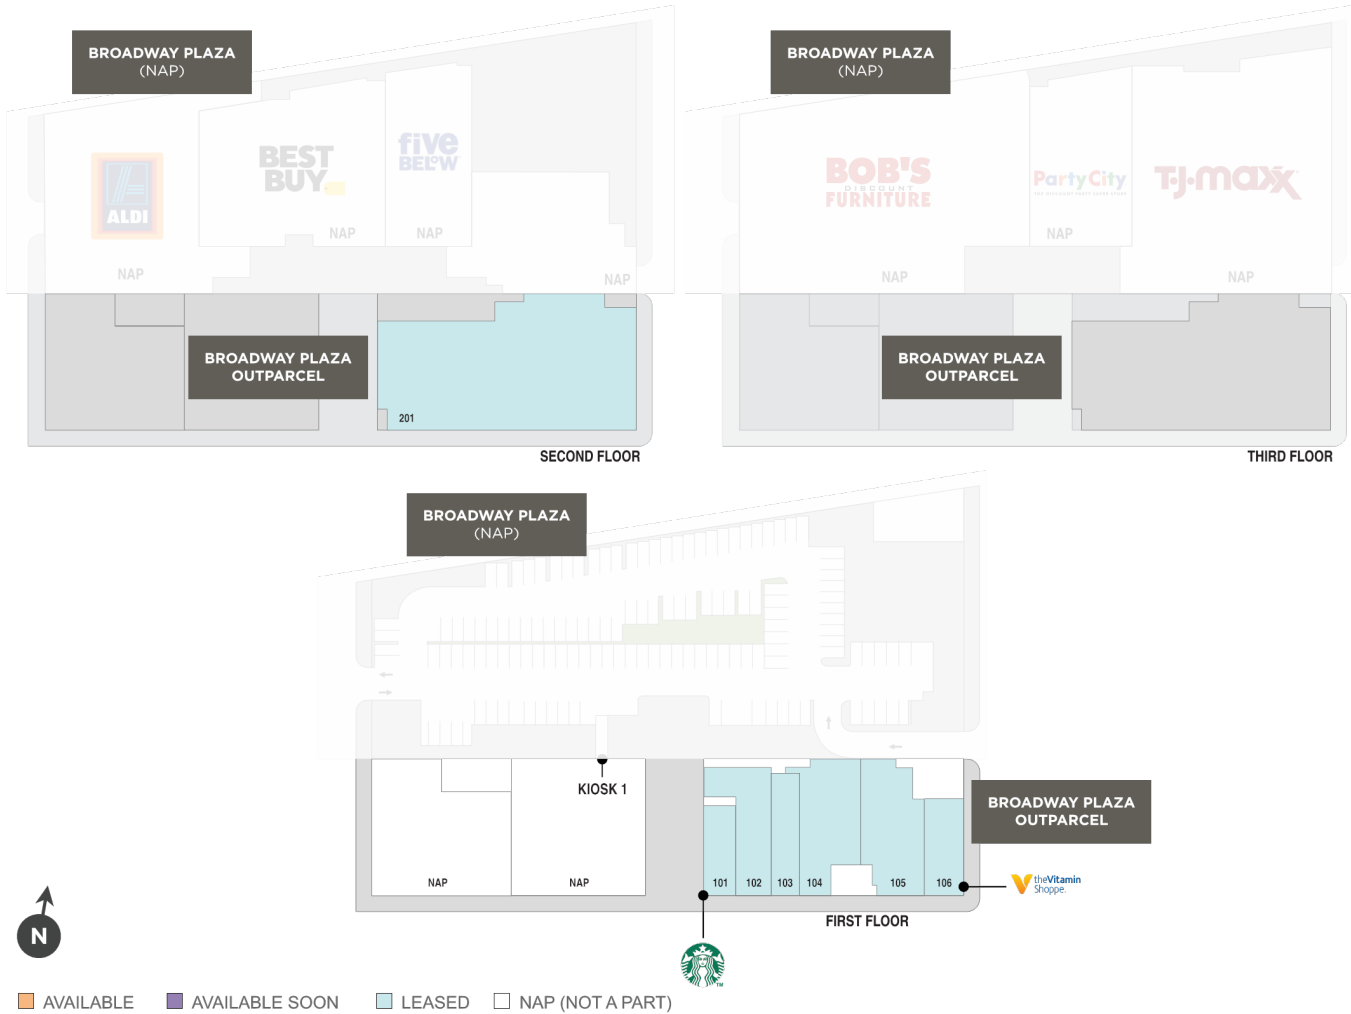 BROADWAY PLAZA
(NAP)
ALDI
BEST
BUY
five
BEL°W
NAP
NAP
NAP
NAP
BROADWAY PLAZA
OUTPARCEL
201
SECOND FLOOR
BROADWAY PLAZA
(NAP)
BOB'S
DISCOUNT
FURNITURE
PartyCity
T•J•maxx
NAP
NAP
NAP
BROADWAY PLAZA
OUTPARCEL
THIRD FLOOR
BROADWAY PLAZA
(NAP)
KIOSK 1
NAP
NAP
101
102
103
104
105
106
BROADWAY PLAZA
OUTPARCEL
theVitamin
Shoppe.
FIRST FLOOR
TM
N
AVAILABLE
AVAILABLE SOON
LEASED
NAP (NOT A PART)